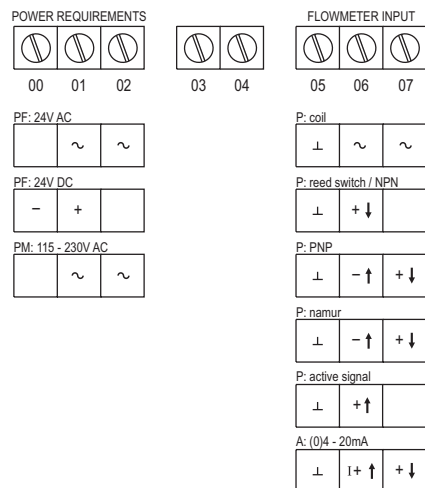 POWER REQUIREMENTS
00 01 02
03 04
PF: 24V AC
~ ~
PF: 24V DC
− +
PM: 115 - 230V AC
~ ~
FLOWMETER INPUT
05 06 07
P: coil
⊥ ~ ~
P: reed switch / NPN
⊥ + ↓
P: PNP
⊥ − ↑ + ↓
P: namur
⊥ − ↑ + ↓
P: active signal
⊥ + ↑
A: (0)4 - 20mA
⊥ I + ↑ + ↓